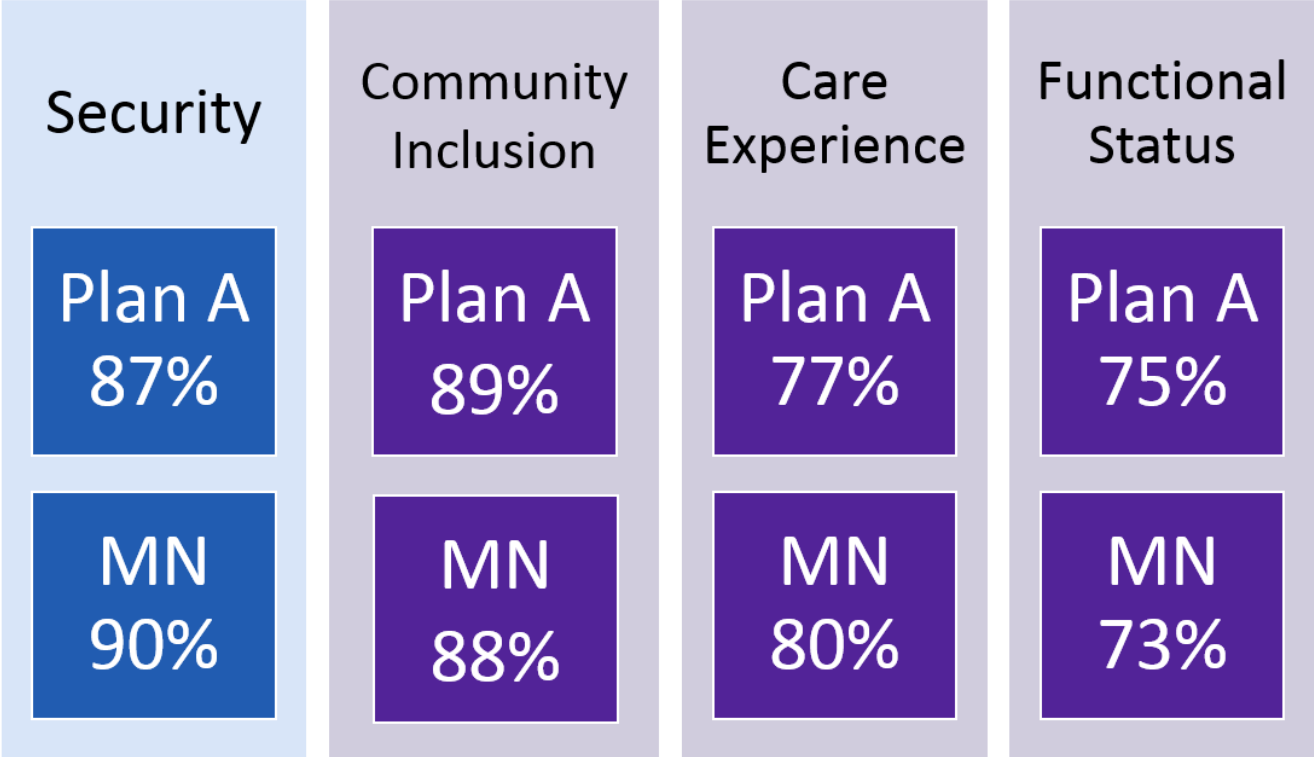 Security
Plan A
87%
MN
90%
Community
Inclusion
Plan A
89%
MN
88%
Care
Experience
Plan A
77%
MN
80%
Functional
Status
Plan A
75%
MN
73%